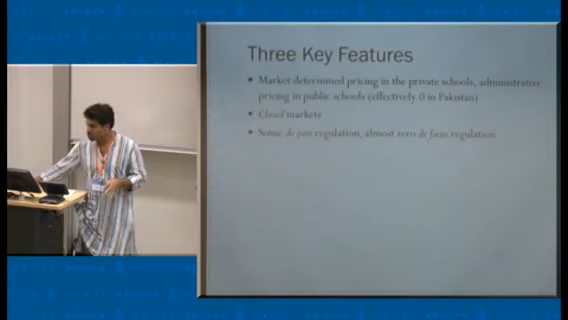 Three Key Features
• Market determined pricing in the private schools, administrative
pricing in public schools (effectively 0 in Pakistan)
• Closed markets
• Some de jure regulation, almost zero de facto regulation